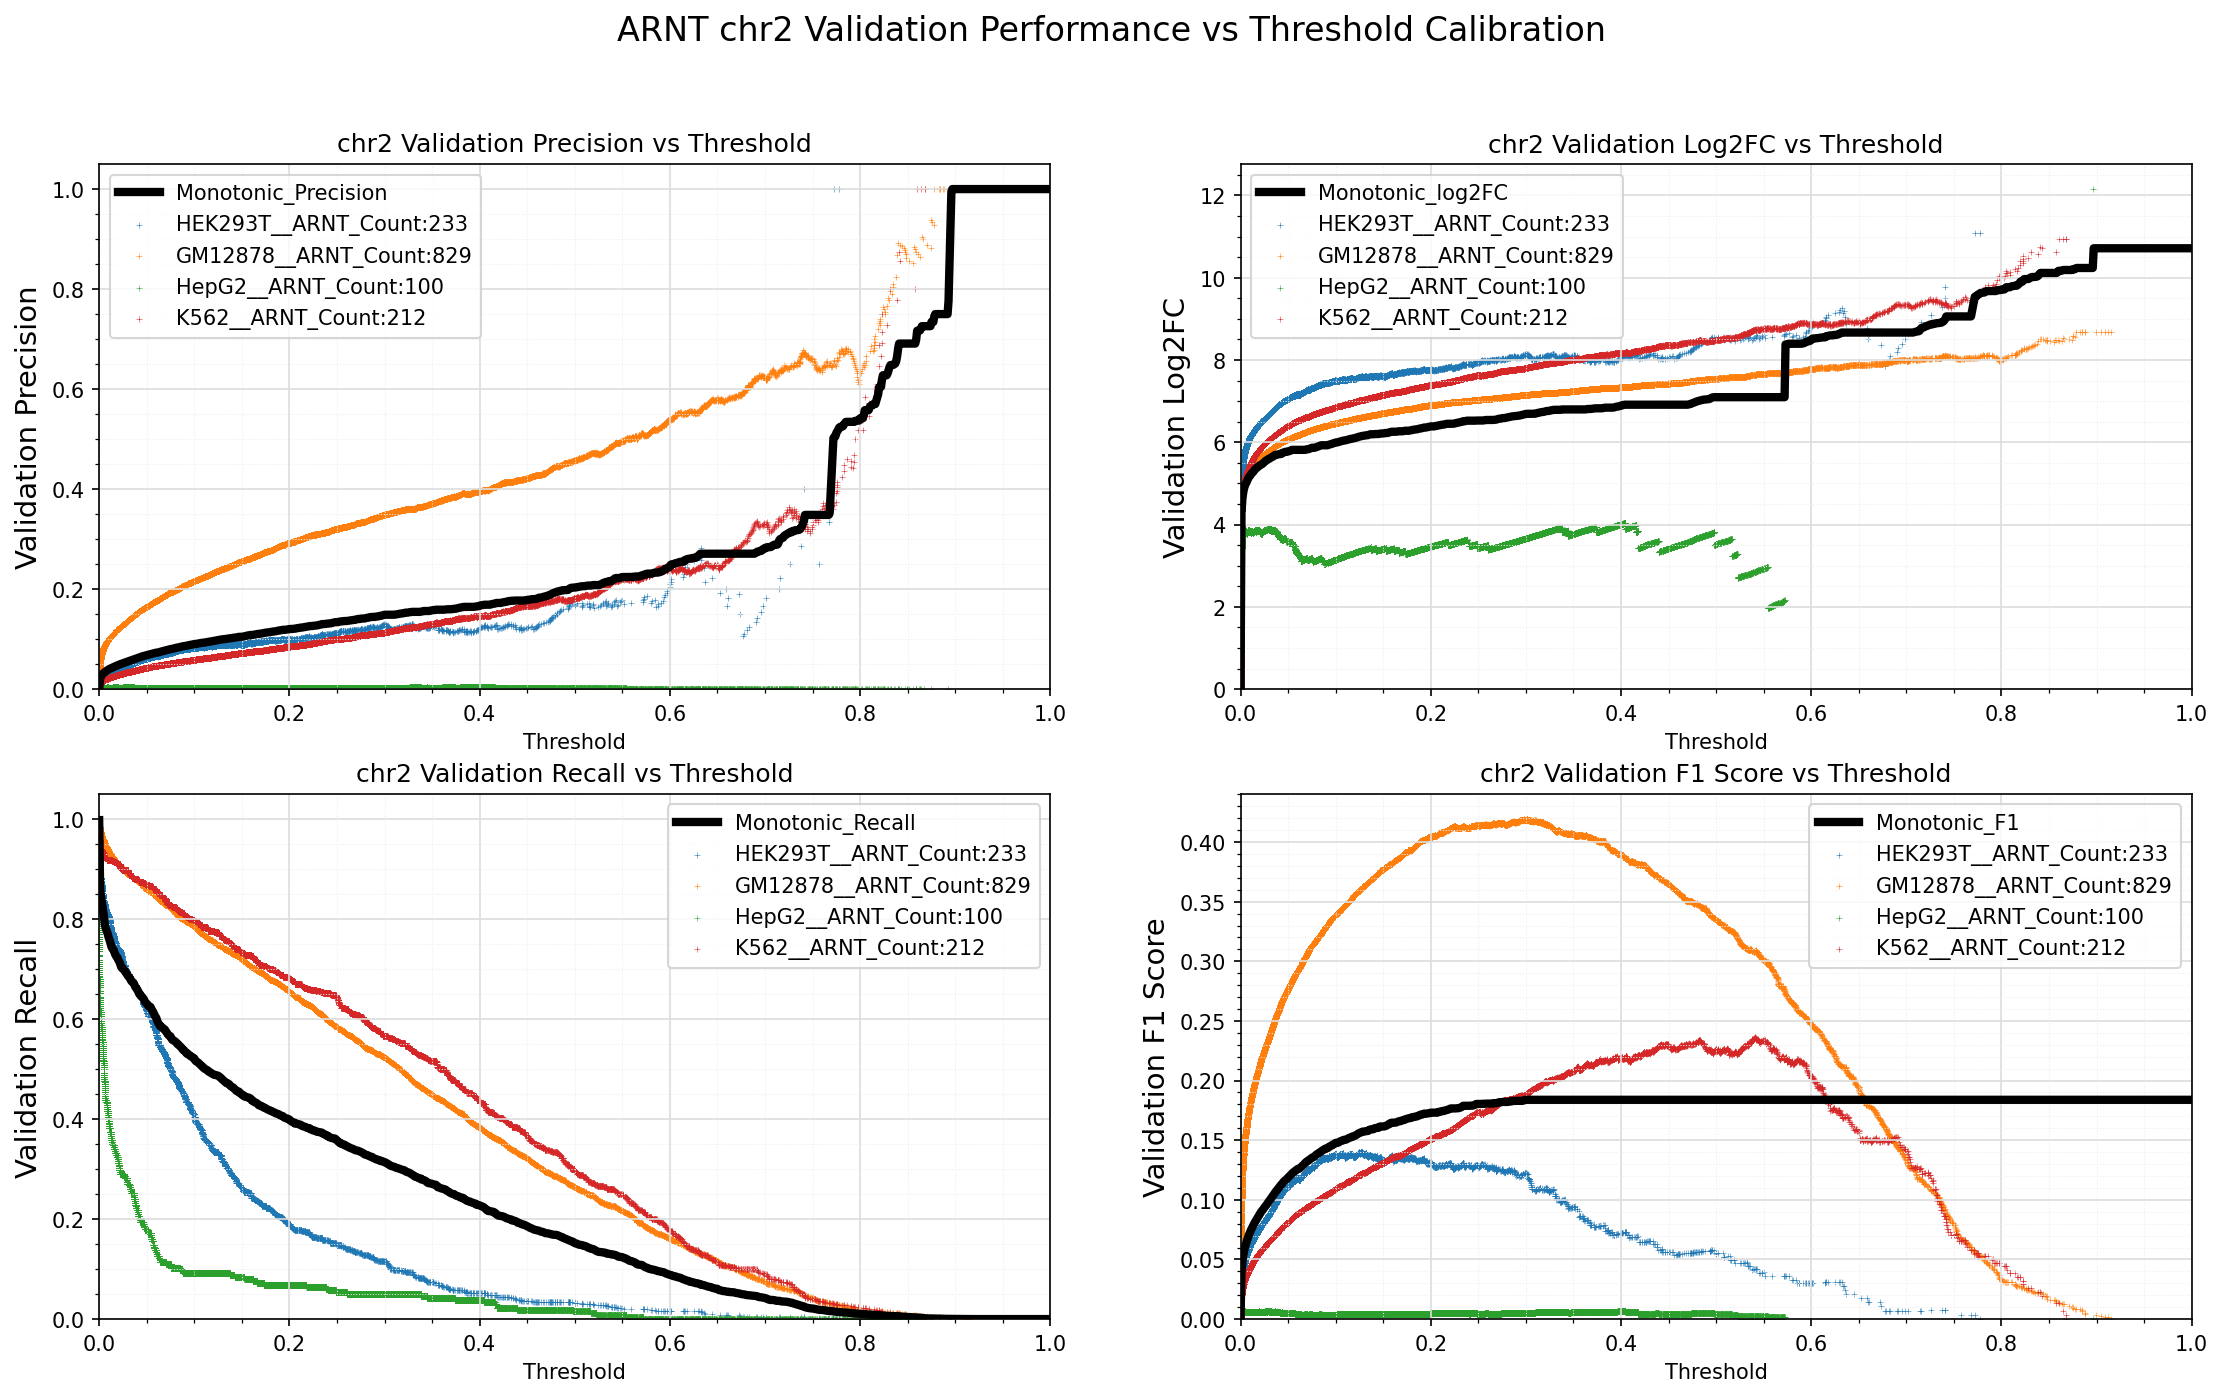 ARNT chr2 Validation Performance vs Threshold Calibration
chr2 Validation Precision vs Threshold
Validation Precision
1.0
0.8
0.6
0.4
0.2
0.0
Monotonic_Precision
HEK293T__ARNT_Count:233
GM12878__ARNT_Count:829
HepG2__ARNT_Count:100
K562__ARNT_Count:212
0.0 0.2 0.4 0.6 0.8 1.0
Threshold
chr2 Validation Log2FC vs Threshold
Validation Log2FC
12
10
8
6
4
2
0
Monotonic_log2FC
HEK293T__ARNT_Count:233
GM12878__ARNT_Count:829
HepG2__ARNT_Count:100
K562__ARNT_Count:212
0.0 0.2 0.4 0.6 0.8 1.0
Threshold
chr2 Validation Recall vs Threshold
Validation Recall
1.0
0.8
0.6
0.4
0.2
0.0
Monotonic_Recall
HEK293T__ARNT_Count:233
GM12878__ARNT_Count:829
HepG2__ARNT_Count:100
K562__ARNT_Count:212
0.0 0.2 0.4 0.6 0.8 1.0
Threshold
chr2 Validation F1 Score vs Threshold
Validation F1 Score
0.40
0.35
0.30
0.25
0.20
0.15
0.10
0.05
0.00
Monotonic_F1
HEK293T__ARNT_Count:233
GM12878__ARNT_Count:829
HepG2__ARNT_Count:100
K562__ARNT_Count:212
0.0 0.2 0.4 0.6 0.8 1.0
Threshold